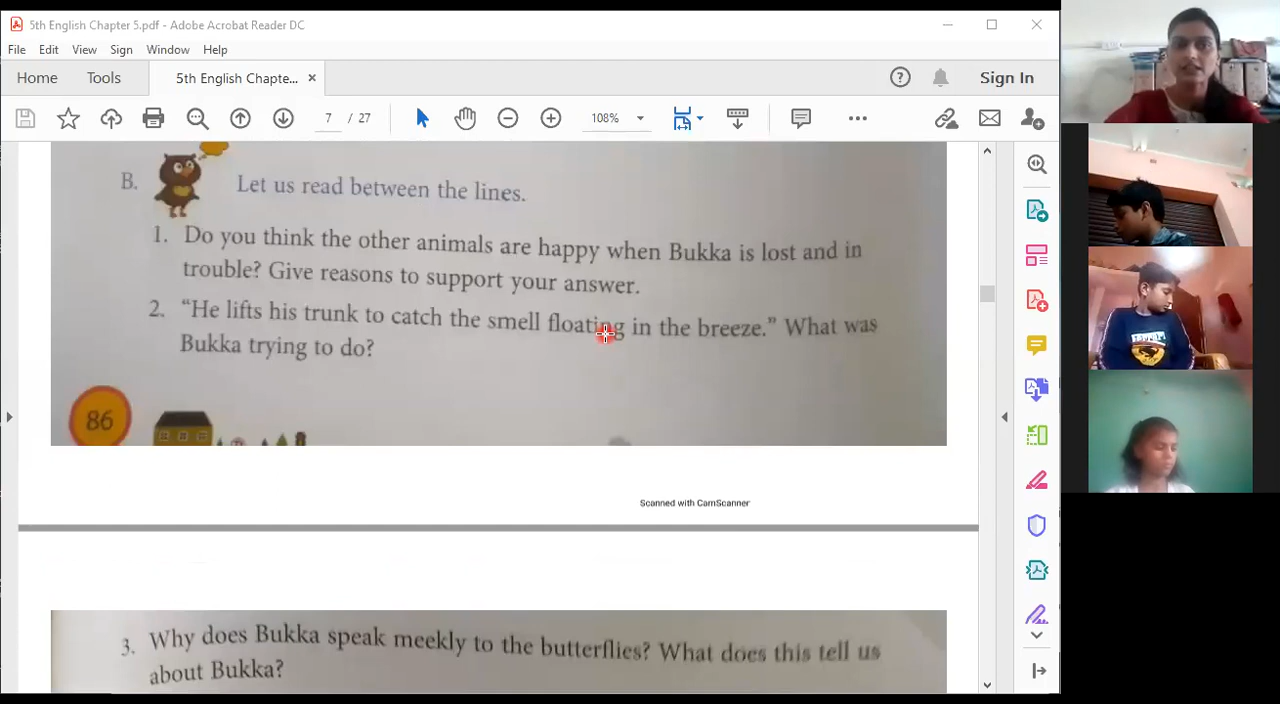 5th English Chapter 5.pdf - Adobe Acrobat Reader DC
File Edit View Sign Window Help
Home Tools 5th English Chapte... × Sign In
7 / 27 108%
B. Let us read between the lines.
1. Do you think the other animals are happy when Bukka is lost and in
trouble? Give reasons to support your answer.
2. “He lifts his trunk to catch the smell floating in the breeze.” What was
Bukka trying to do?
86
Scanned with CamScanner
3. Why does Bukka speak meekly to the butterflies? What does this tell us
about Bukka?